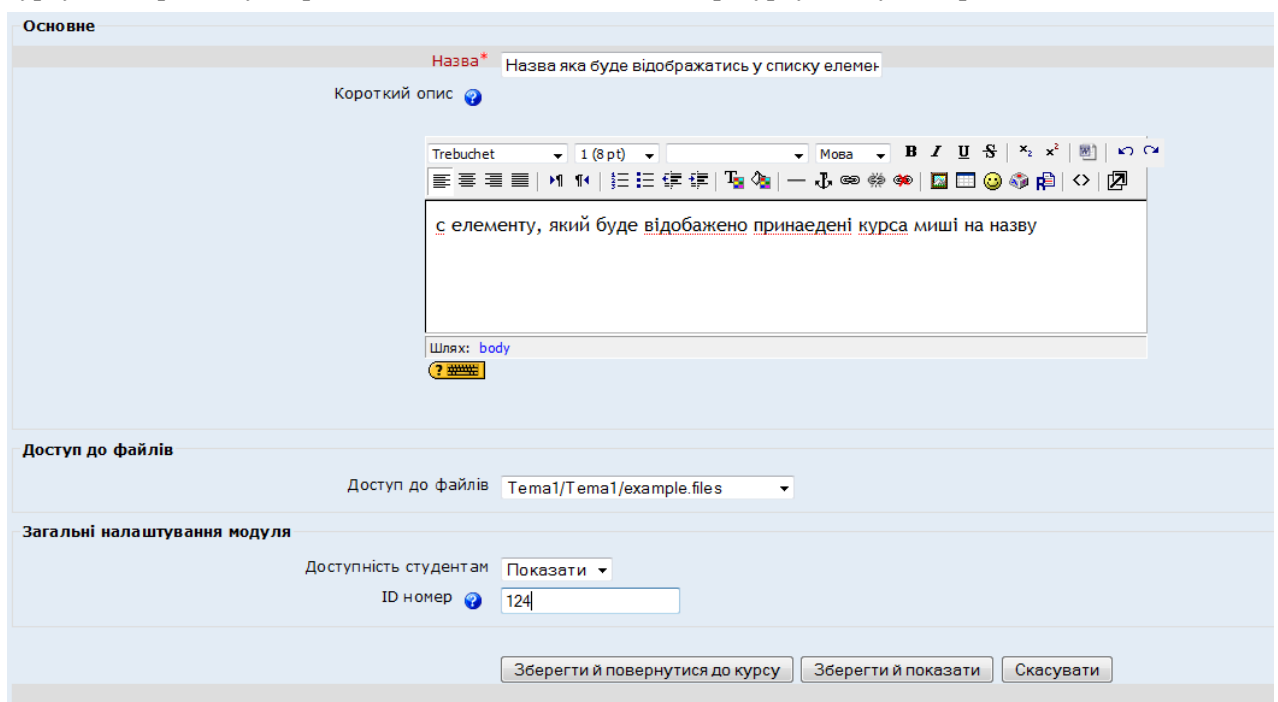 Основне
Назва*
Назва яка буде відображатись у списку елемен
Короткий опис
Trebuchet 1 (8 pt) Мова B I U S ×₂ x²
с елементу, який буде відобажено принаедені курса миші на назву
Шлях: body
Доступ до файлів
Доступ до файлів Tema1/Tema1/example.files
Загальні налаштування модуля
Доступність студентам Показати
ID номер 124
Зберегти й повернутися до курсу Зберегти й показати Скасувати